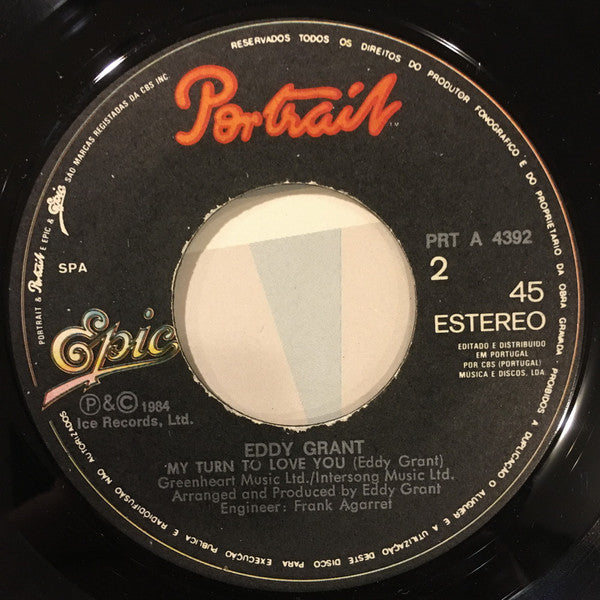 RESERVADOS TODOS OS DIREITOS DO PRODUTOR FONOGRAFICO E DO PROPRIETARIO DA OBRA GRAVADA PROIBIDOS A DUPLICAÇÃO O ALUGUER E A UTILIZAÇÃO DESTE DISCO PARA EXECUÇÃO PUBLICA E RADIODIFUSÃO NÃO AUTORIZADOS
PORTRAIT & Portrait E EPIC & Epic SÃO MARCAS REGISTADAS DA CBS INC.
Portrait™
SPA
PRT A 4392
2
45
ESTEREO
EDITADO E DISTRIBUIDO
EM PORTUGAL
POR CBS (PORTUGAL)
MÚSICA E DISCOS, LDA
Epic
Ⓟ&© 1984
Ice Records, Ltd.
EDDY GRANT
MY TURN TO LOVE YOU (Eddy Grant)
Greenheart Music Ltd./Intersong Music Ltd.
Arranged and Produced by Eddy Grant
Engineer: Frank Agarret